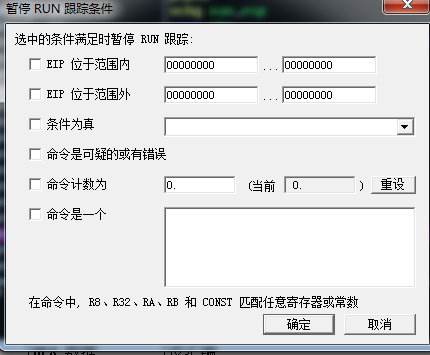 暂停 RUN 跟踪条件
选中的条件满足时暂停 RUN 跟踪:
EIP 位于范围内 00000000 ... 00000000
EIP 位于范围外 00000000 ... 00000000
条件为真
命令是可疑的或有错误
命令计数为 0. (当前 0. ) 重设
命令是一个
在命令中, R8、R32、RA、RB 和 CONST 匹配任意寄存器或常数
确定 取消